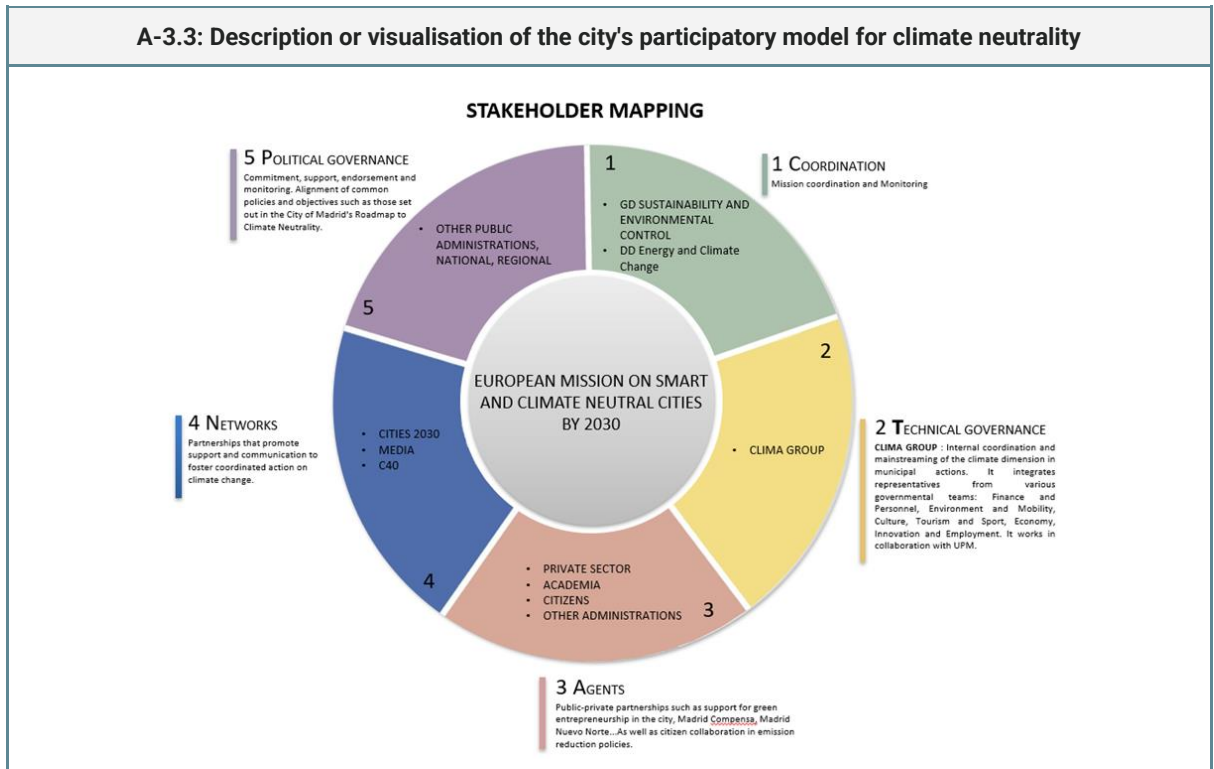 A-3.3: Description or visualisation of the city's participatory model for climate neutrality
STAKEHOLDER MAPPING
5 POLITICAL GOVERNANCE
Commitment, support, endorsement and
monitoring. Alignment of common
policies and objectives such as those set
out in the City of Madrid's Roadmap to
Climate Neutrality.
1
• GD SUSTAINABILITY AND
ENVIRONMENTAL
CONTROL
• DD Energy and Climate
Change
1 COORDINATION
Mission coordination and Monitoring
• OTHER PUBLIC
ADMINISTRATIONS,
NATIONAL, REGIONAL
5
2
EUROPEAN MISSION ON SMART
AND CLIMATE NEUTRAL CITIES
BY 2030
4 NETWORKS
Partnerships that promote
support and communication to
foster coordinated action on
climate change.
• CITIES 2030
• MEDIA
• C40
4
• CLIMA GROUP
2 TECHNICAL GOVERNANCE
CLIMA GROUP : Internal coordination and
mainstreaming of the climate dimension in
municipal actions. It integrates
representatives from various
governmental teams: Finance and
Personnel, Environment and Mobility,
Culture, Tourism and Sport, Economy,
Innovation and Employment. It works in
collaboration with UPM.
• PRIVATE SECTOR
• ACADEMIA
• CITIZENS
• OTHER ADMINISTRATIONS
3
3 AGENTS
Public-private partnerships such as support for green
entrepreneurship in the city, Madrid Compensa, Madrid
Nuevo Norte...As well as citizen collaboration in emission
reduction policies.